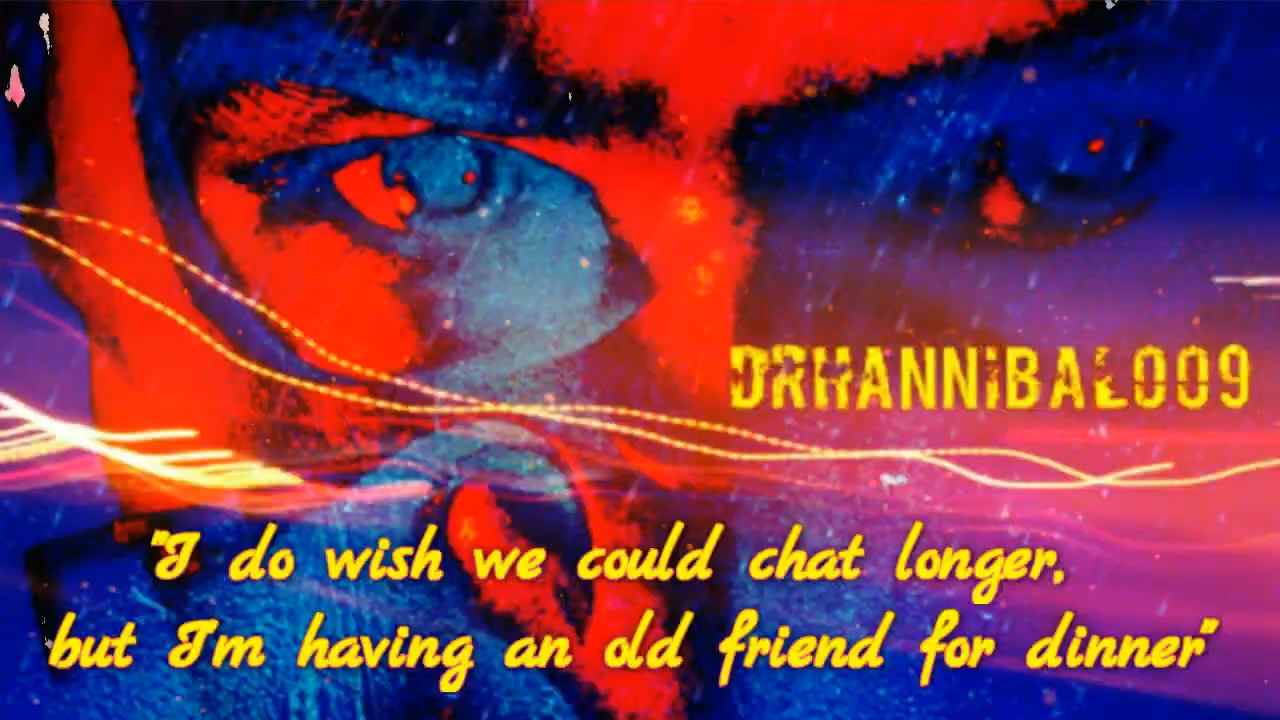 DRHANNiBAL009
"I do wish we could chat longer,
but I'm having an old friend for dinner"